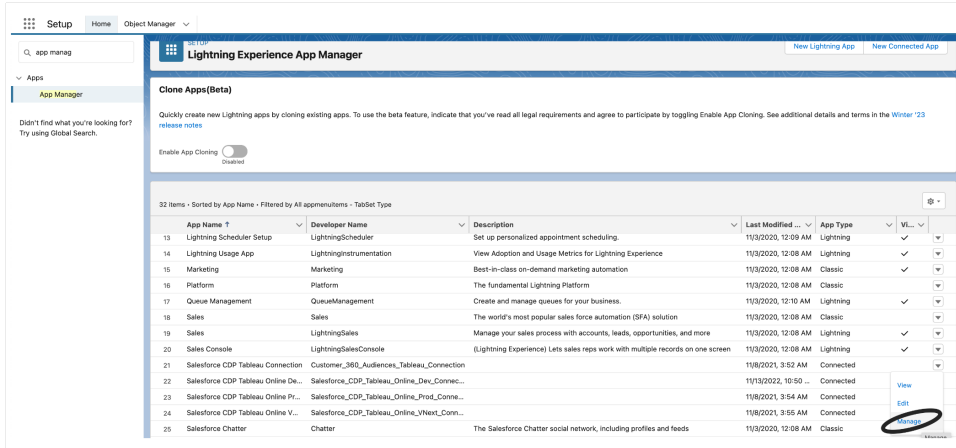 Setup Home Object Manager
app manag
Apps
App Manager
Didn't find what you're looking for?
Try using Global Search.
SETUP
Lightning Experience App Manager
New Lightning App New Connected App
Clone Apps(Beta)
Quickly create new Lightning apps by cloning existing apps. To use the beta feature, indicate that you've read all legal requirements and agree to participate by toggling Enable App Cloning. See additional details and terms in the Winter '23
release notes
Enable App Cloning
Disabled
32 items • Sorted by App Name • Filtered by All appmenuitems - TabSet Type
App Name ↑ Developer Name Description Last Modified ... App Type Vi...
13 Lightning Scheduler Setup LightningScheduler Set up personalized appointment scheduling. 11/3/2020, 12:09 AM Lightning
14 Lightning Usage App LightningInstrumentation View Adoption and Usage Metrics for Lightning Experience 11/3/2020, 12:08 AM Lightning
15 Marketing Marketing Best-in-class on-demand marketing automation 11/3/2020, 12:08 AM Classic
16 Platform Platform The fundamental Lightning Platform 11/3/2020, 12:08 AM Classic
17 Queue Management QueueManagement Create and manage queues for your business. 11/3/2020, 12:10 AM Lightning
18 Sales Sales The world's most popular sales force automation (SFA) solution 11/3/2020, 12:08 AM Classic
19 Sales LightningSales Manage your sales process with accounts, leads, opportunities, and more 11/3/2020, 12:08 AM Lightning
20 Sales Console LightningSalesConsole (Lightning Experience) Lets sales reps work with multiple records on one screen 11/3/2020, 12:08 AM Lightning
21 Salesforce CDP Tableau Connection Customer_360_Audiences_Tableau_Connection 11/8/2021, 3:52 AM Connected
22 Salesforce CDP Tableau Online De... Salesforce_CDP_Tableau_Online_Dev_Connec... 11/13/2022, 10:50 ... Connected
View
23 Salesforce CDP Tableau Online Pr... Salesforce_CDP_Tableau_Online_Prod_Conne... 11/8/2021, 3:54 AM Connected
Edit
24 Salesforce CDP Tableau Online V... Salesforce_CDP_Tableau_Online_VNext_Conn... 11/8/2021, 3:55 AM Connected
Manage
25 Salesforce Chatter Chatter The Salesforce Chatter social network, including profiles and feeds 11/3/2020, 12:08 AM Classic
Manage